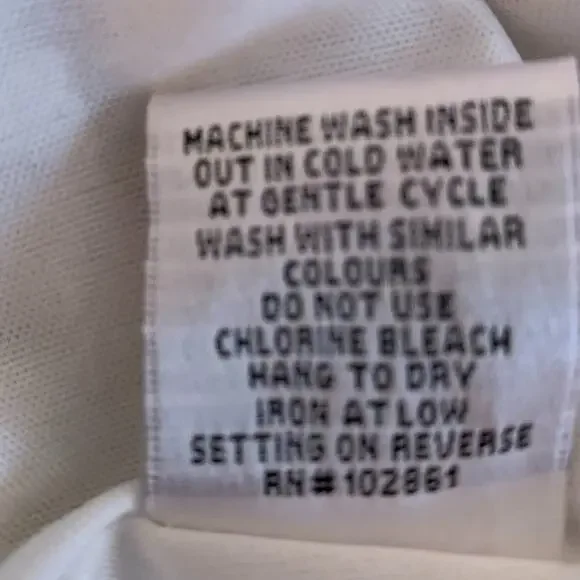 MACHINE WASH INSIDE
OUT IN COLD WATER
AT GENTLE CYCLE
WASH WITH SIMILAR
COLOURS
DO NOT USE
CHLORINE BLEACH
HANG TO DRY
IRON AT LOW
SETTING ON REVERSE
RN#102861